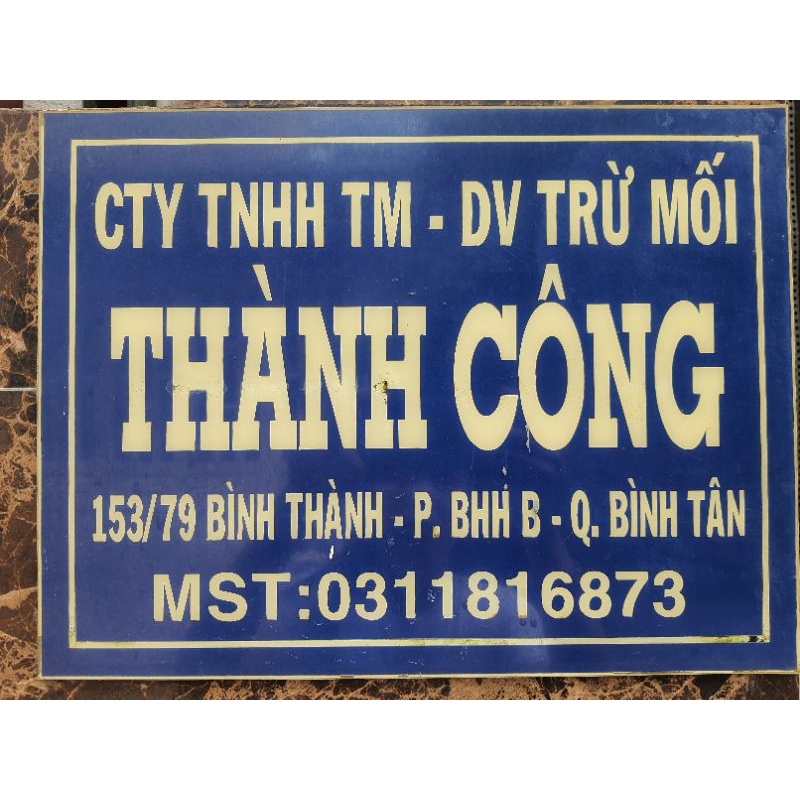 CTY TNHH TM - DV TRỪ MỐI
THÀNH CÔNG
153/79 BÌNH THÀNH - P. BHH B - Q. BÌNH TÂN
MST:0311816873